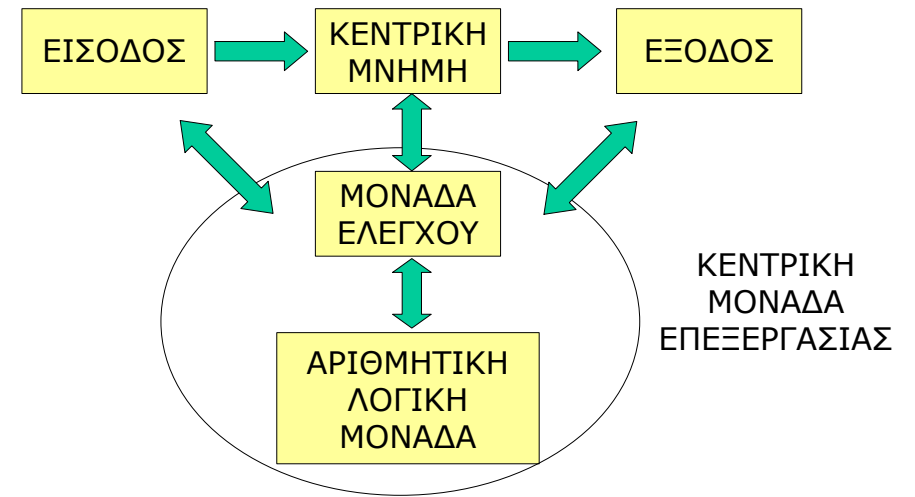 ΕΙΣΟΔΟΣ
ΚΕΝΤΡΙΚΗ
ΜΝΗΜΗ
ΕΞΟΔΟΣ
ΜΟΝΑΔΑ
ΕΛΕΓΧΟΥ
ΚΕΝΤΡΙΚΗ
ΜΟΝΑΔΑ
ΕΠΕΞΕΡΓΑΣΙΑΣ
ΑΡΙΘΜΗΤΙΚΗ
ΛΟΓΙΚΗ
ΜΟΝΑΔΑ